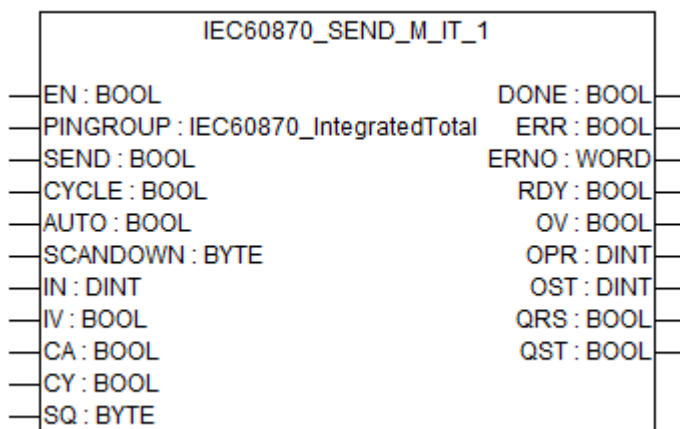 IEC60870_SEND_M_IT_1
EN : BOOL DONE : BOOL
PINGROUP : IEC60870_IntegratedTotal ERR : BOOL
SEND : BOOL ERNO : WORD
CYCLE : BOOL RDY : BOOL
AUTO : BOOL OV : BOOL
SCANDOWN : BYTE OPR : DINT
IN : DINT OST : DINT
IV : BOOL QRS : BOOL
CA : BOOL QST : BOOL
CY : BOOL
SQ : BYTE